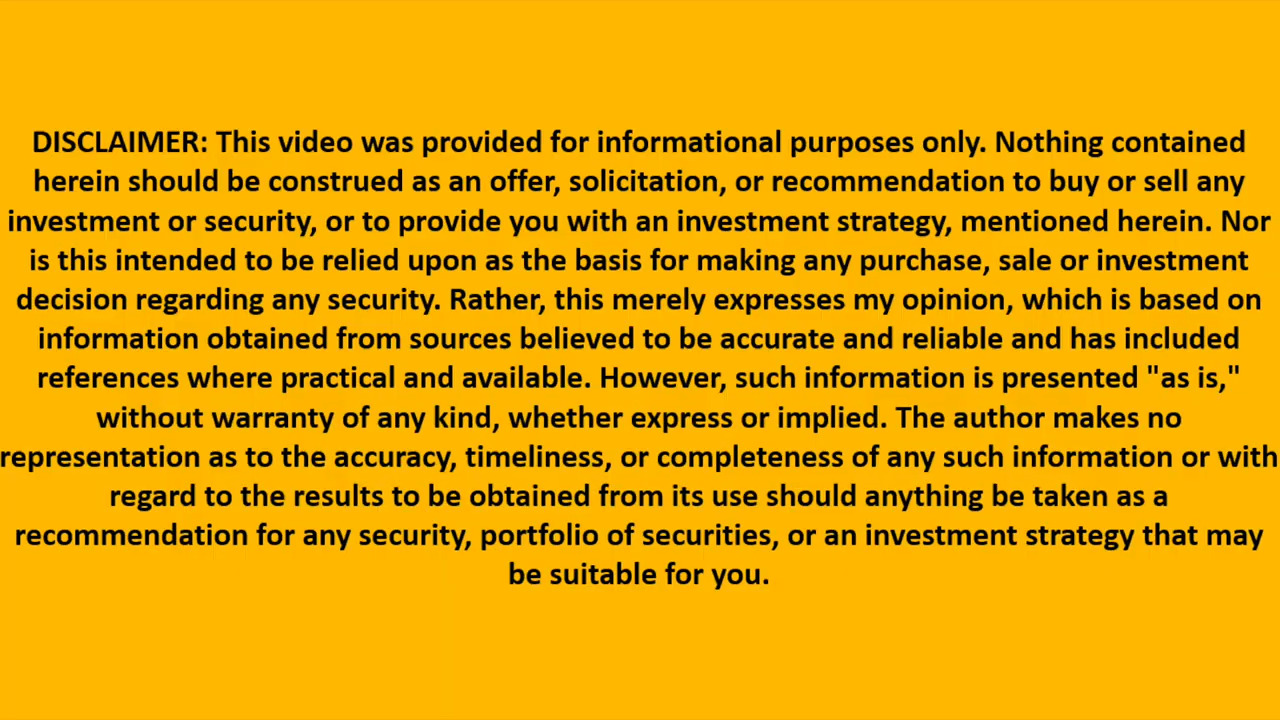 DISCLAIMER: This video was provided for informational purposes only. Nothing contained
herein should be construed as an offer, solicitation, or recommendation to buy or sell any
investment or security, or to provide you with an investment strategy, mentioned herein. Nor
is this intended to be relied upon as the basis for making any purchase, sale or investment
decision regarding any security. Rather, this merely expresses my opinion, which is based on
information obtained from sources believed to be accurate and reliable and has included
references where practical and available. However, such information is presented "as is,"
without warranty of any kind, whether express or implied. The author makes no
representation as to the accuracy, timeliness, or completeness of any such information or with
regard to the results to be obtained from its use should anything be taken as a
recommendation for any security, portfolio of securities, or an investment strategy that may
be suitable for you.